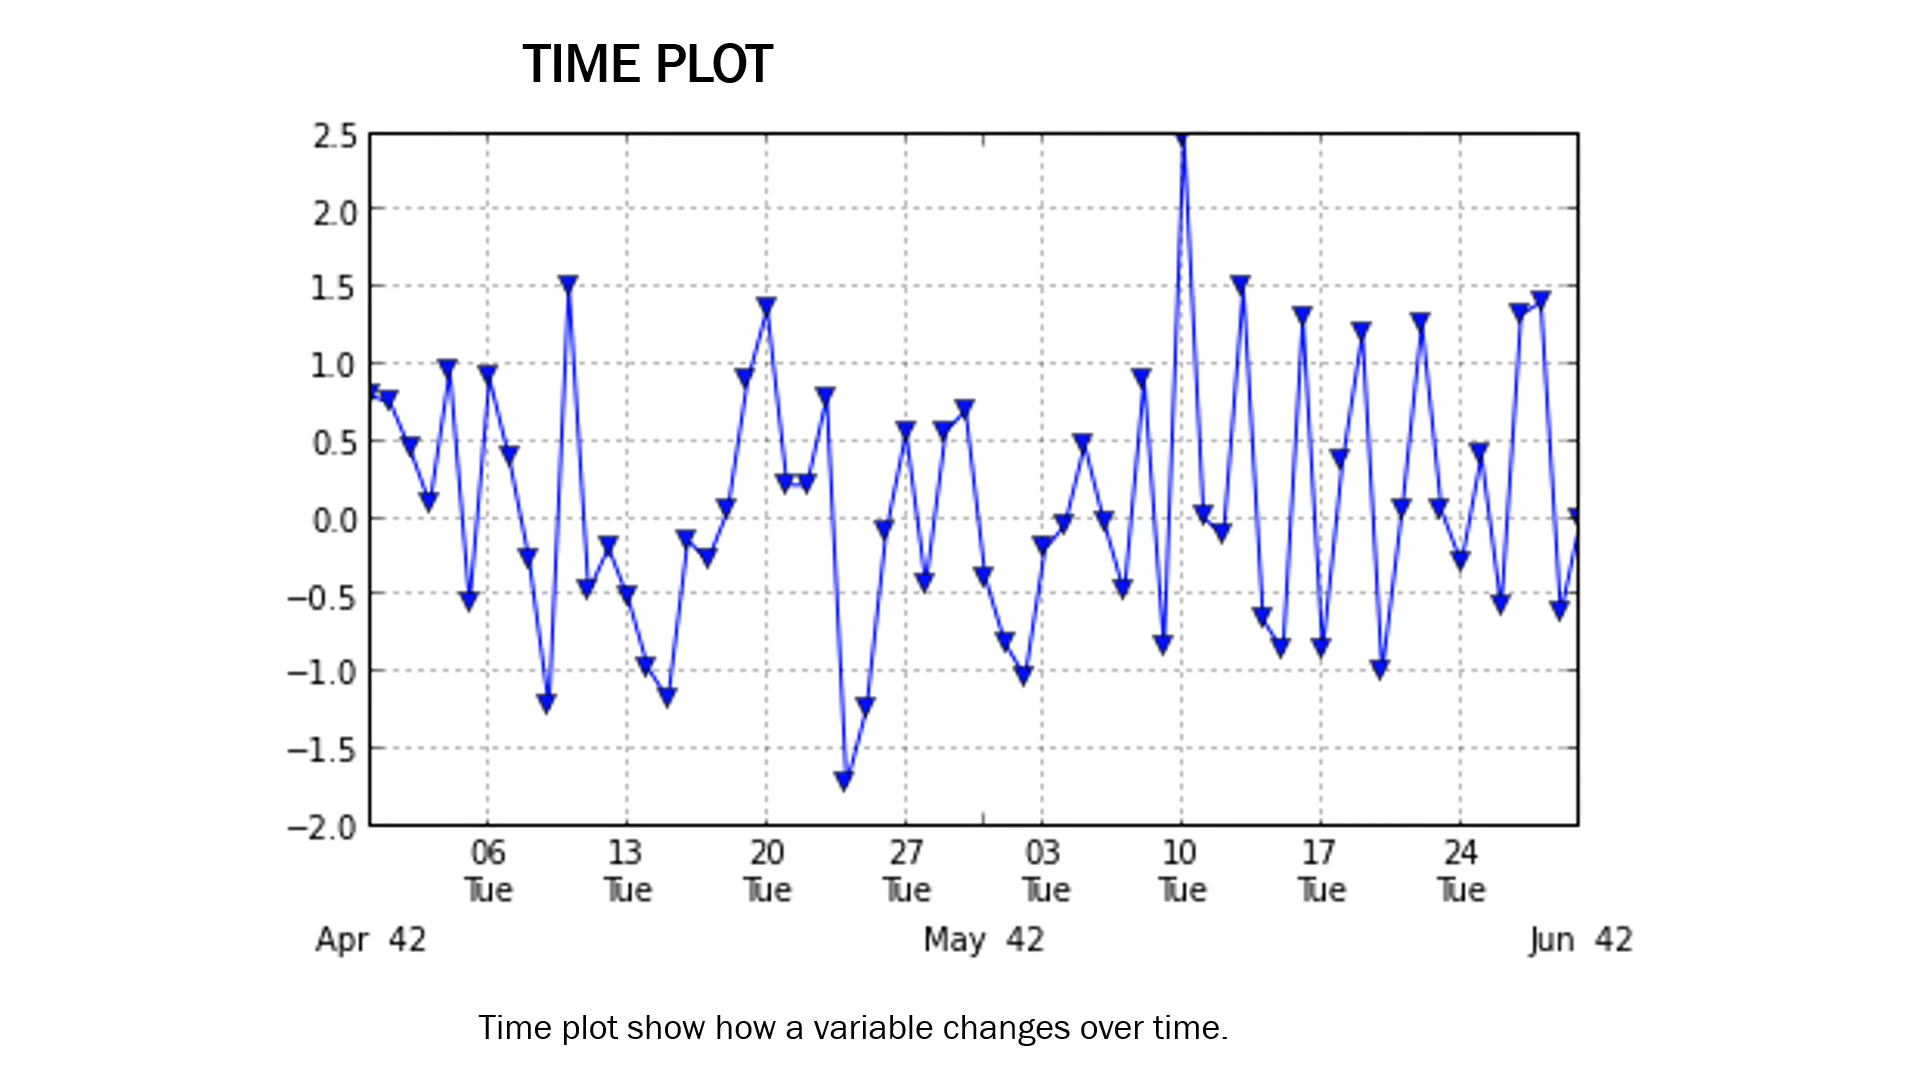 TIME PLOT
2.5
2.0
1.5
1.0
0.5
0.0
−0.5
−1.0
−1.5
−2.0
06 13 20 27 03 10 17 24
Tue Tue Tue Tue Tue Tue Tue Tue
Apr 42 May 42 Jun 42
Time plot show how a variable changes over time.